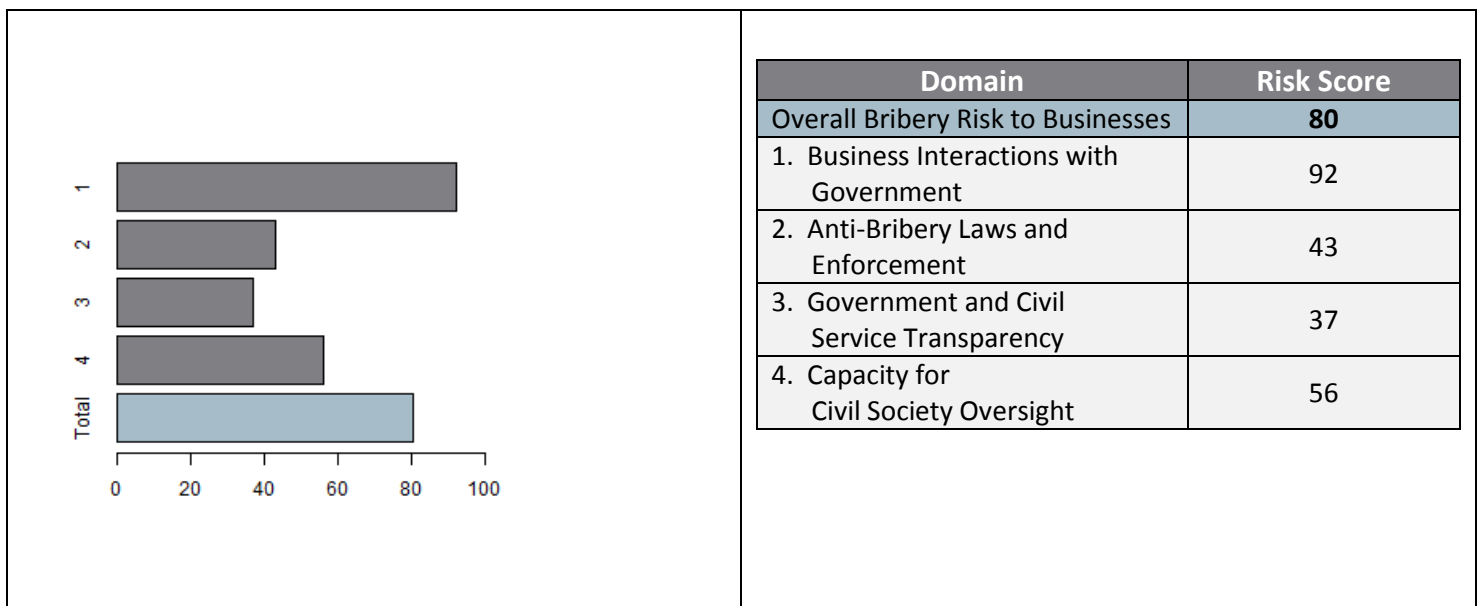 1
2
3
4
Total
0 20 40 60 80 100
Domain Risk Score
Overall Bribery Risk to Businesses 80
1. Business Interactions with
Government 92
2. Anti-Bribery Laws and
Enforcement 43
3. Government and Civil
Service Transparency 37
4. Capacity for
Civil Society Oversight 56